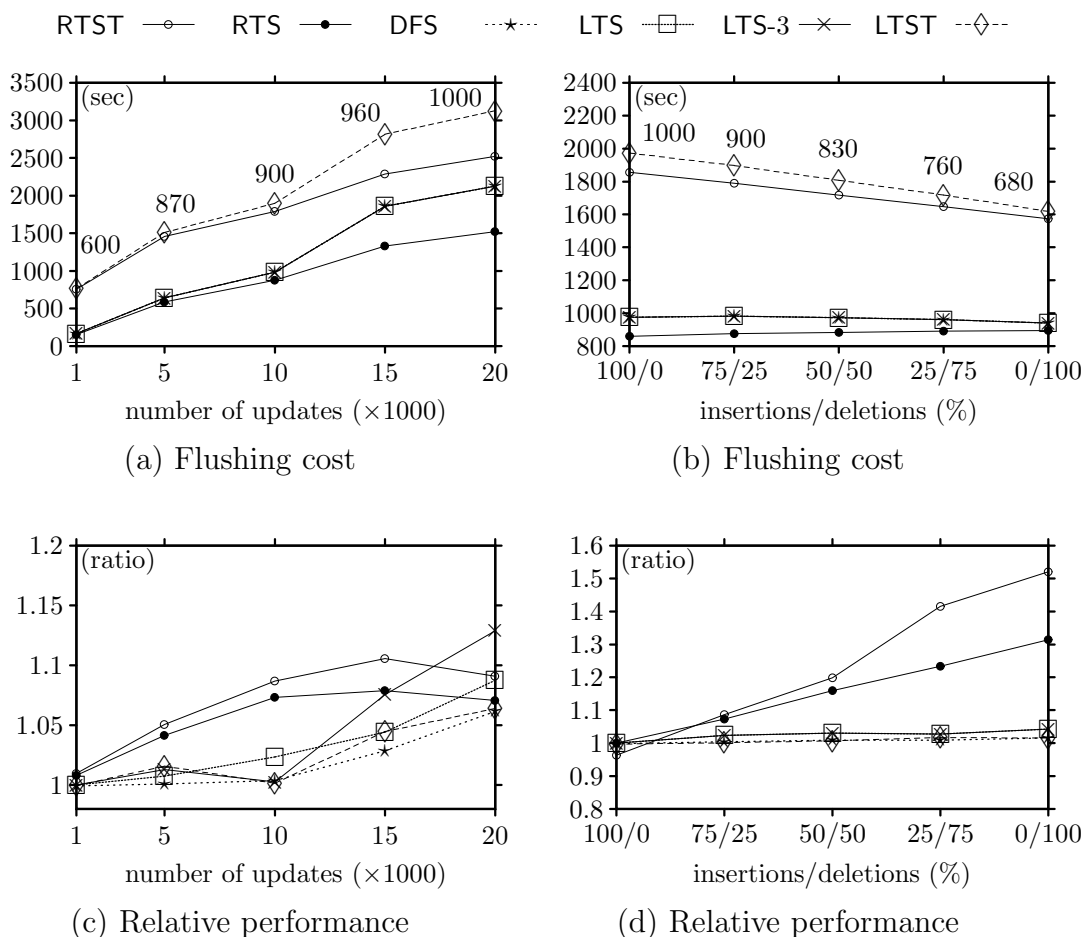 RTST RTS DFS LTS LTS-3 LTST
3500
3000
2500
2000
1500
1000
500
0
(sec)
600
870
900
960
1000
1 5 10 15 20
number of updates (×1000)
(a) Flushing cost
2400
2200
2000
1800
1600
1400
1200
1000
800
(sec)
1000
900
830
760
680
100/0 75/25 50/50 25/75 0/100
insertions/deletions (%)
(b) Flushing cost
1.2
1.15
1.1
1.05
1
(ratio)
1 5 10 15 20
number of updates (×1000)
(c) Relative performance
1.6
1.5
1.4
1.3
1.2
1.1
1
0.9
0.8
(ratio)
100/0 75/25 50/50 25/75 0/100
insertions/deletions (%)
(d) Relative performance